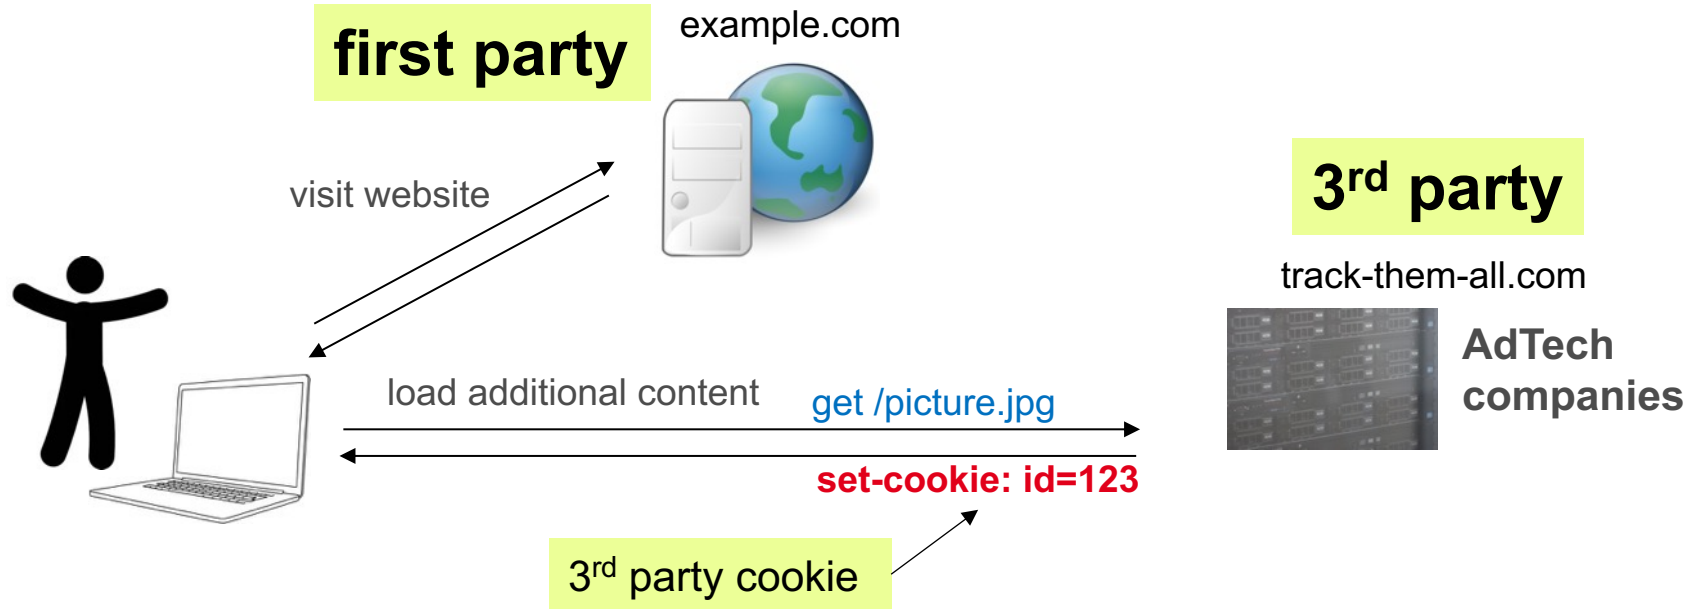 first party
example.com
visit website
3rd party
track-them-all.com
AdTech
companies
load additional content
get /picture.jpg
set-cookie: id=123
3rd party cookie